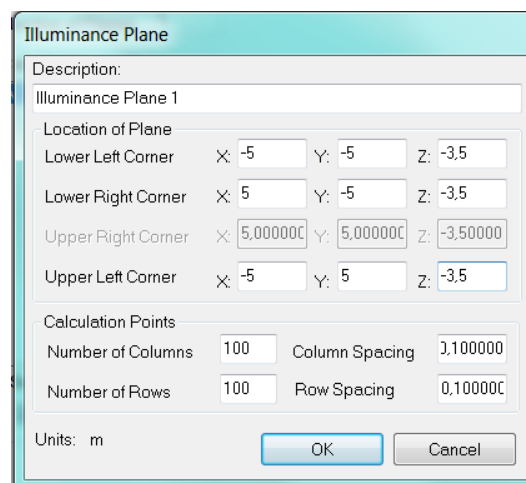 Illuminance Plane
Description:
Illuminance Plane 1
Location of Plane
Lower Left Corner X: -5 Y: -5 Z: -3,5
Lower Right Corner X: 5 Y: -5 Z: -3,5
Upper Right Corner X: 5,000000 Y: 5,000000 Z: -3,50000
Upper Left Corner X: -5 Y: 5 Z: -3,5
Calculation Points
Number of Columns 100 Column Spacing 0,100000
Number of Rows 100 Row Spacing 0,100000
Units: m OK Cancel